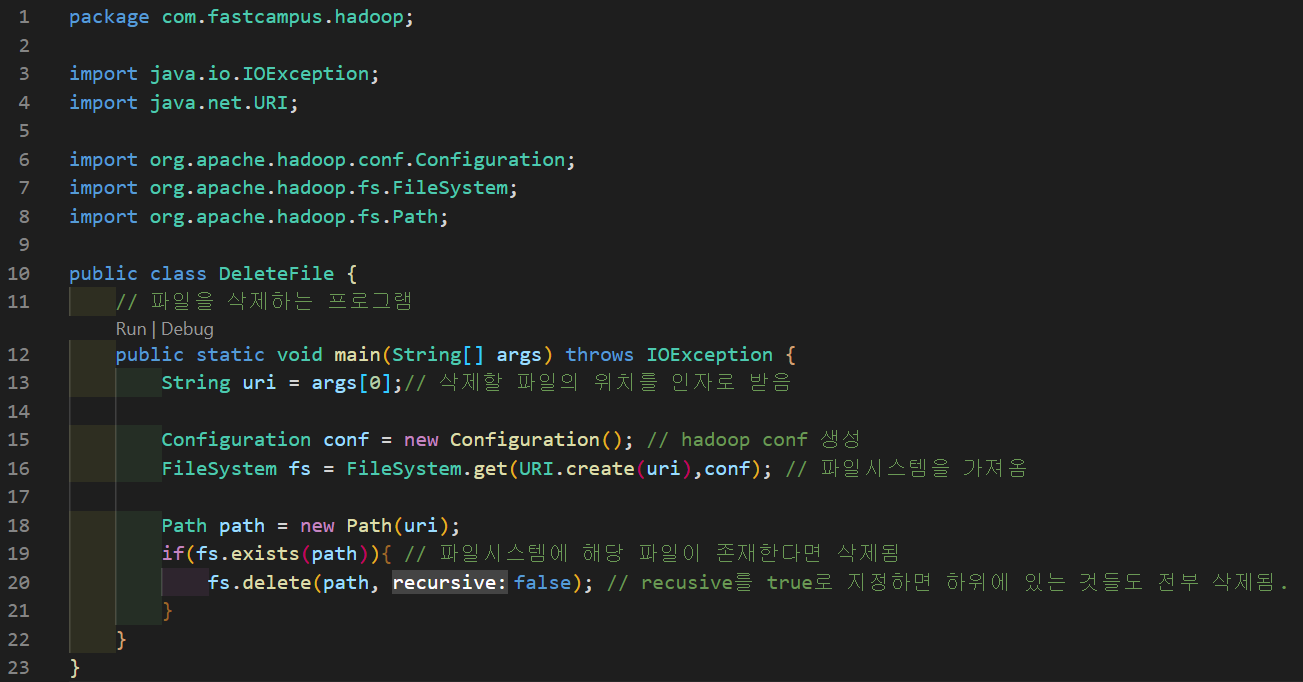 1 package com.fastcampus.hadoop;
2
3 import java.io.IOException;
4 import java.net.URI;
5
6 import org.apache.hadoop.conf.Configuration;
7 import org.apache.hadoop.fs.FileSystem;
8 import org.apache.hadoop.fs.Path;
9
10 public class DeleteFile {
11 // 파일을 삭제하는 프로그램
Run | Debug
12 public static void main(String[] args) throws IOException {
13 String uri = args[0];// 삭제할 파일의 위치를 인자로 받음
14
15 Configuration conf = new Configuration(); // hadoop conf 생성
16 FileSystem fs = FileSystem.get(URI.create(uri),conf); // 파일시스템을 가져옴
17
18 Path path = new Path(uri);
19 if(fs.exists(path)){ // 파일시스템에 해당 파일이 존재한다면 삭제됨
20 fs.delete(path, recursive: false); // recusive를 true로 지정하면 하위에 있는 것들도 전부 삭제됨.
21 }
22 }
23 }